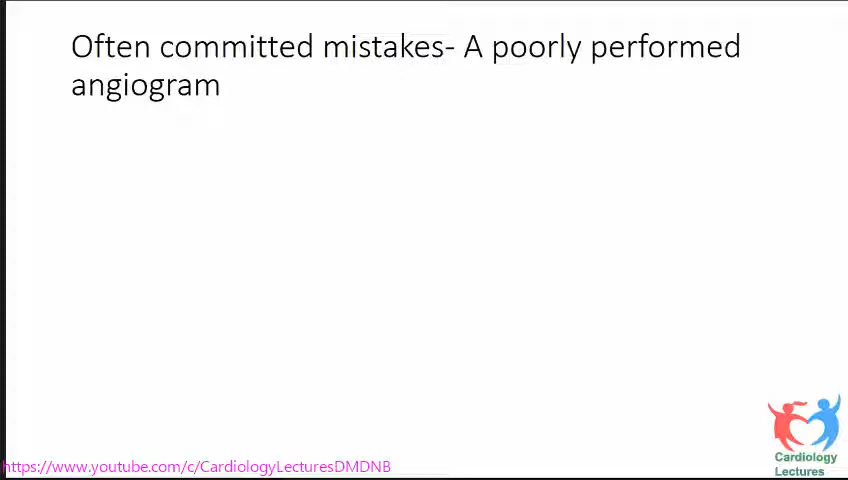 Often committed mistakes- A poorly performed
angiogram
Cardiology
Lectures
https://www.youtube.com/c/CardiologyLecturesDMDNB